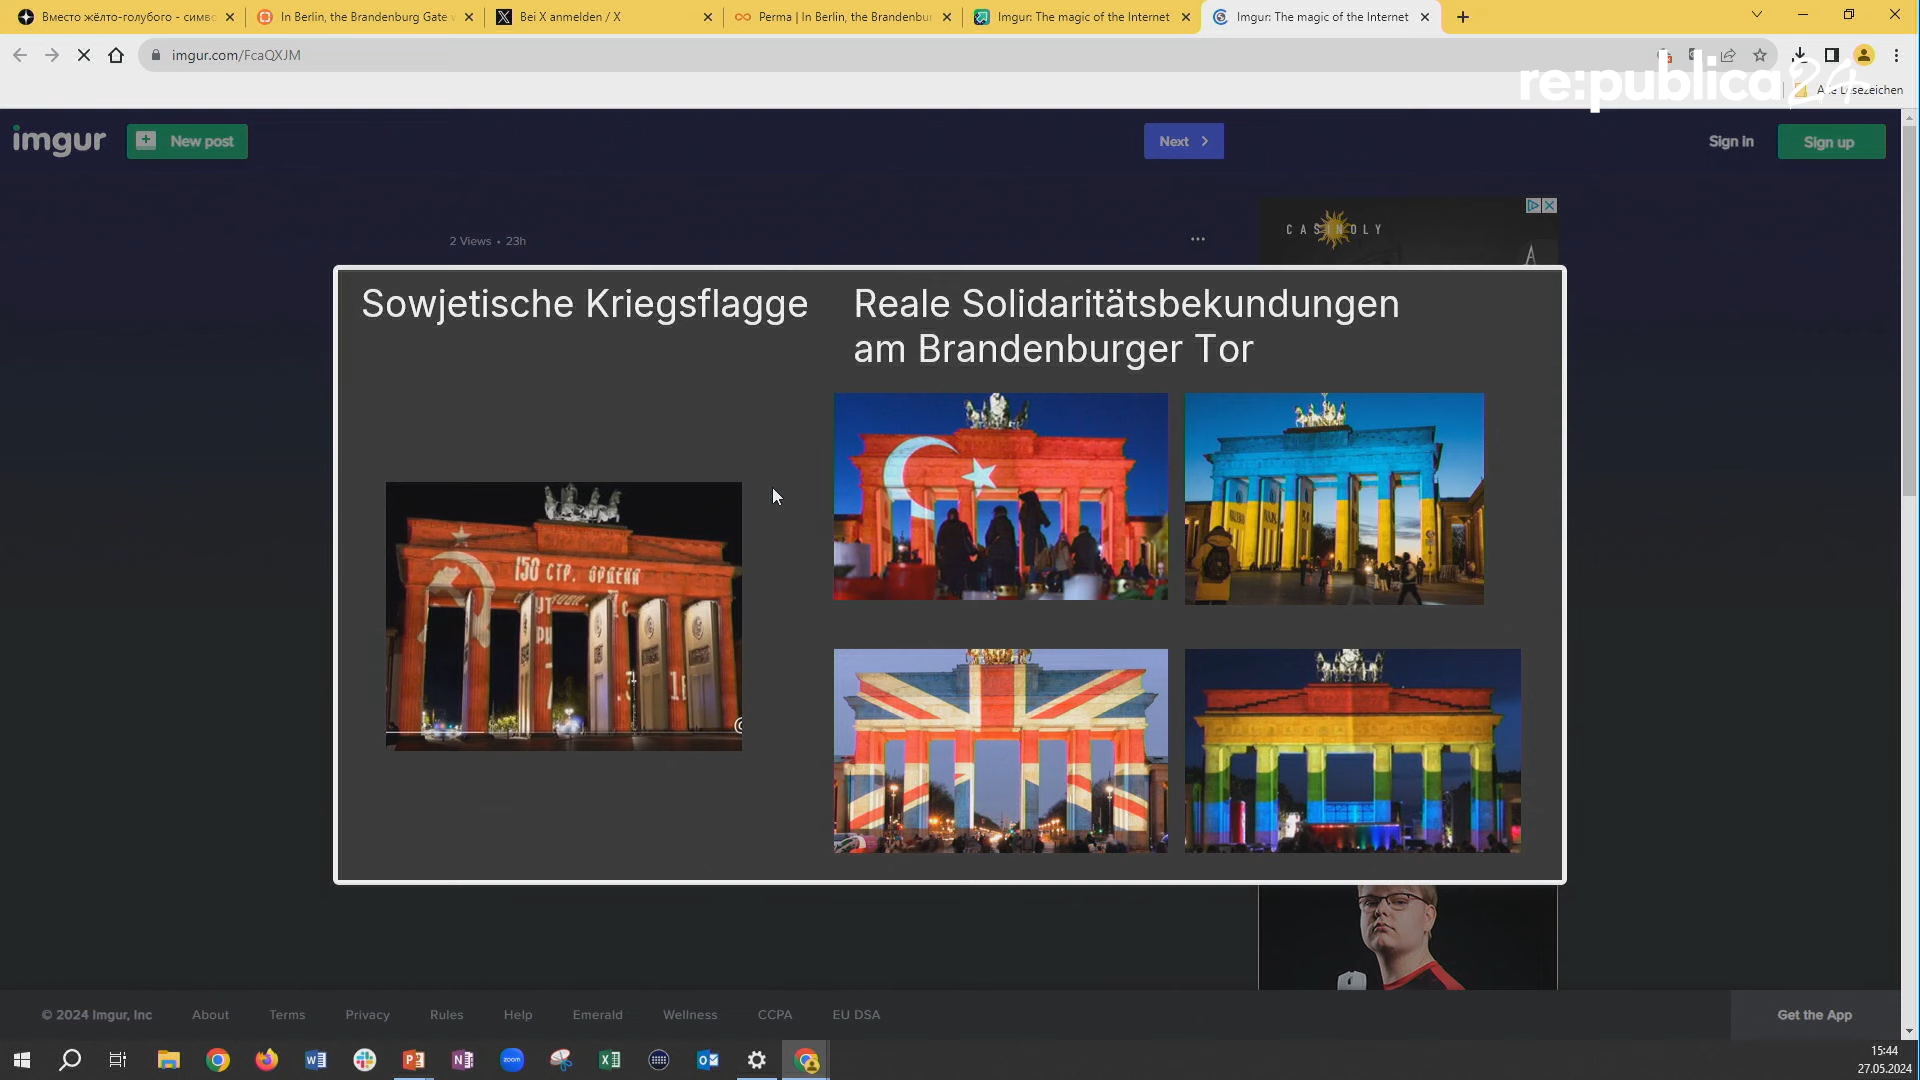 Вместо жёлто-голубого - симво
In Berlin, the Brandenburg Gate
Bei X anmelden / X
Perma | In Berlin, the Brandenbur
Imgur: The magic of the Internet
Imgur: The magic of the Internet
imgur.com/FcaQXJM
re:publica 24
Alle Lesezeichen
imgur
New post
Next
Sign in
Sign up
2 Views • 23h
CASINOLY
Sowjetische Kriegsflagge
Reale Solidaritätsbekundungen
am Brandenburger Tor
150 СТР. ОРДЕНА
© 2024 Imgur, Inc
About
Terms
Privacy
Rules
Help
Emerald
Wellness
CCPA
EU DSA
Get the App
zoom
15:44
27.05.2024